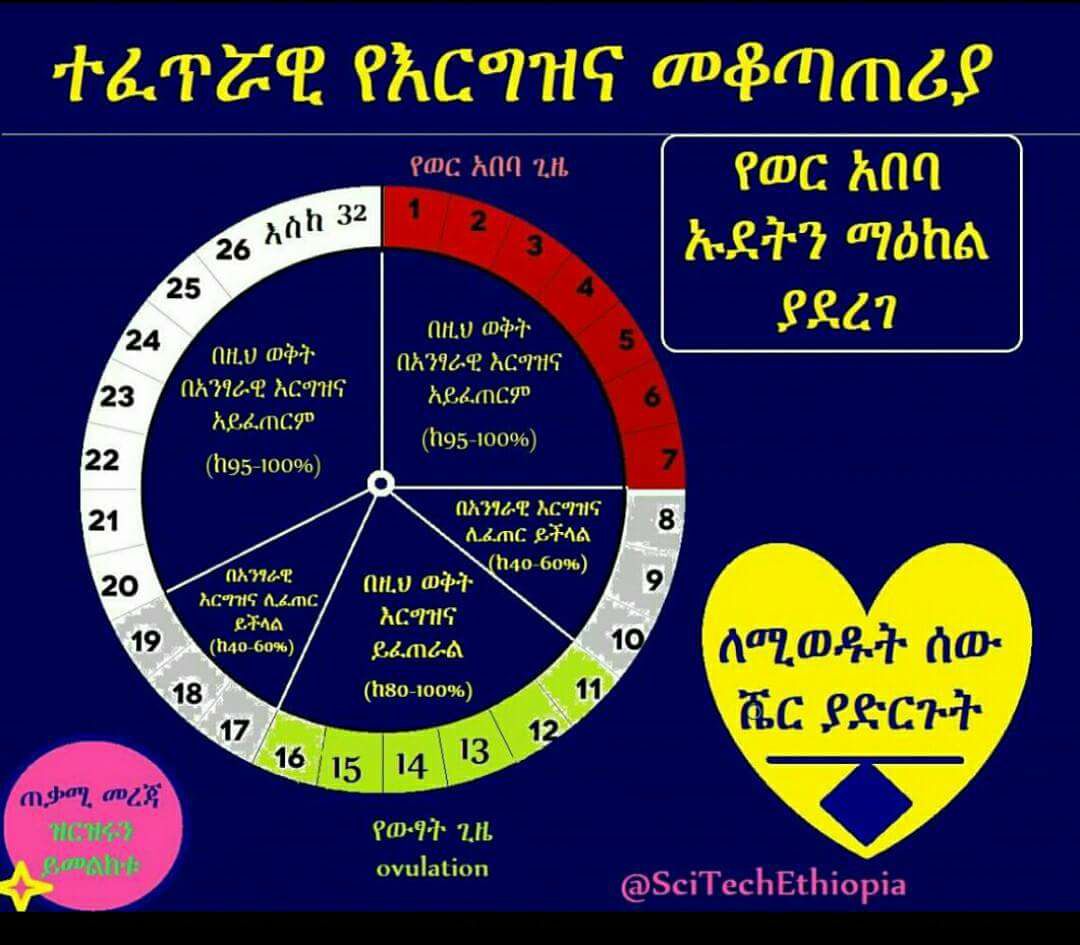 ተፈጥሯዊ የእርግዝና መቆጣጠሪያ
የወር አበባ ጊዜ
የወር አበባ
ኡደትን ማዕከል
ያደረገ
1
2
3
4
5
6
7
8
9
10
11
12
13
14
15
16
17
18
19
20
21
22
23
24
25
26 እስከ 32
በዚህ ወቅት
በአንፃራዊ እርግዝና
አይፈጠርም
(ከ95-100%)
በዚህ ወቅት
በአንፃራዊ እርግዝና
አይፈጠርም
(ከ95-100%)
በአንፃራዊ እርግዝና
ሊፈጠር ይችላል
(ከ40-60%)
በዚህ ወቅት
እርግዝና
ይፈጠራል
(ከ80-100%)
በአንፃራዊ
እርግዝና ሊፈጠር
ይችላል
(ከ40-60%)
የውፃት ጊዜ
ovulation
ለሚወዱት ሰው
ሼር ያድርጉት
ጠቃሚ መረጃ
ዝርዝሩን
ይመልከቱ
@SciTechEthiopia